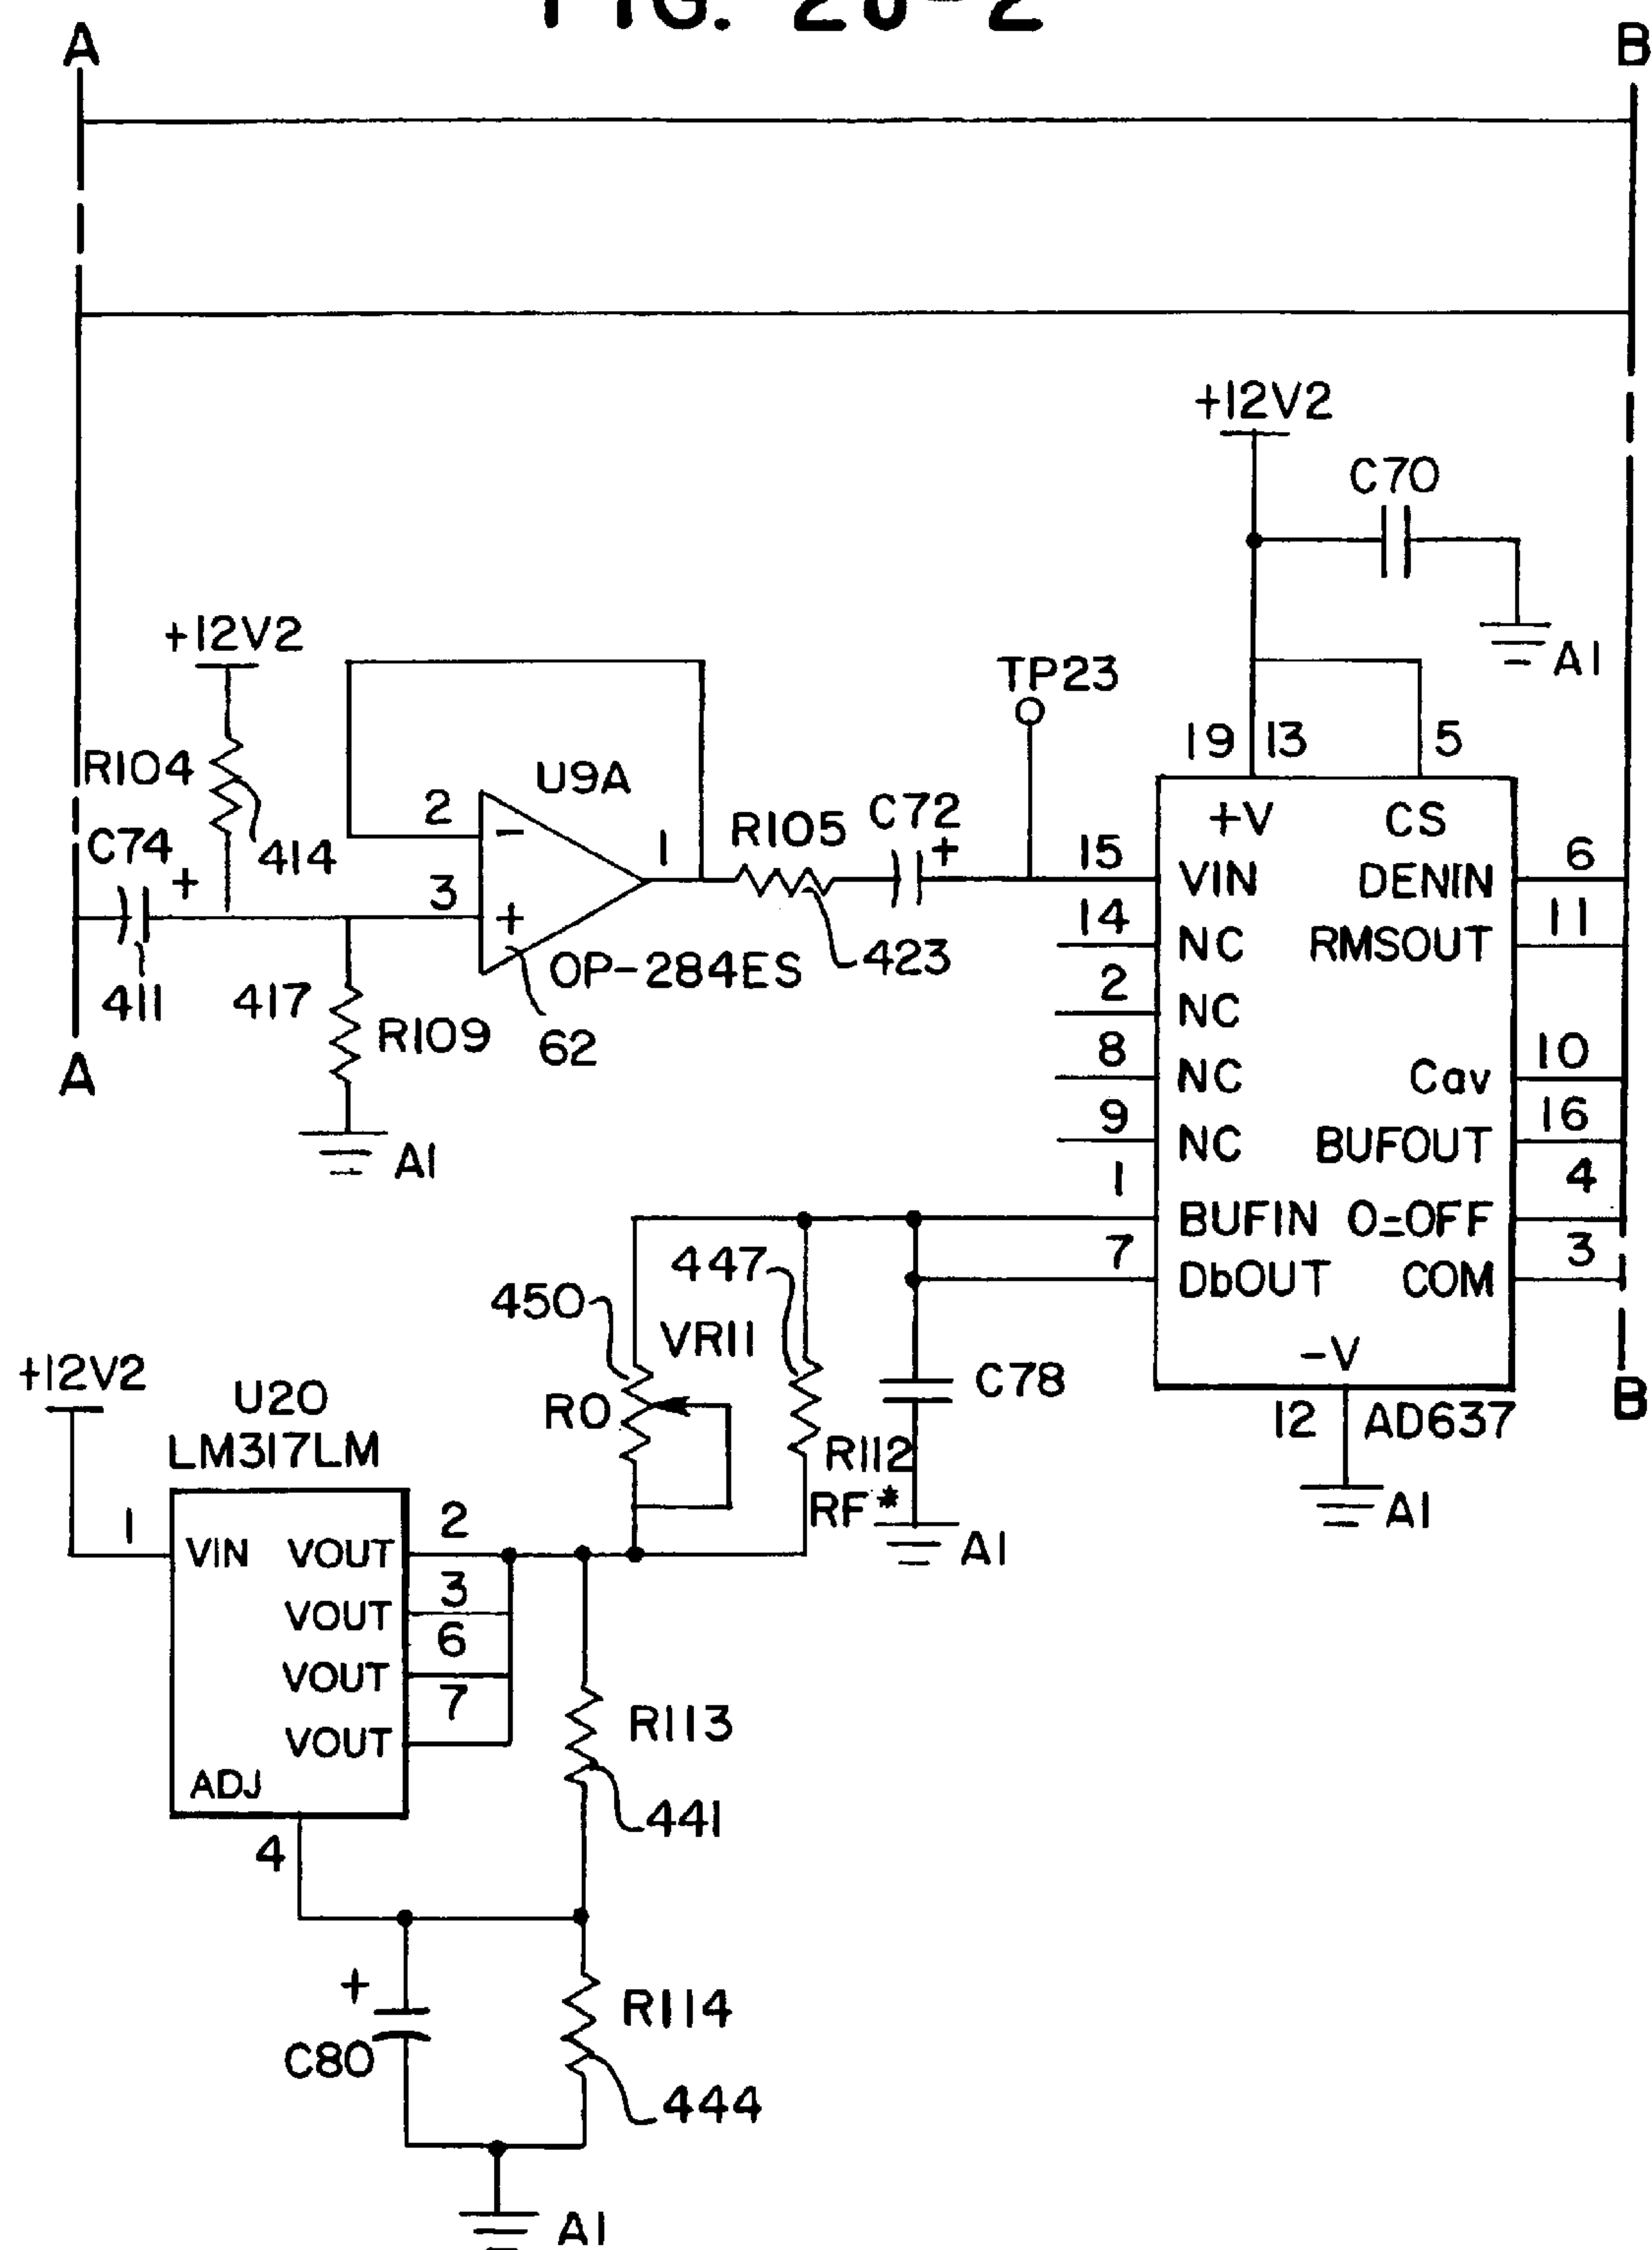 FIG. 20-2
A B
+12V2
C70
A1
+12V2
TP23
R104
19 13 5
U9A
C74 +
414
2 -
1
R105
C72 +
15
+V CS
VIN DENIN 6
3 +
14
NC RMSOUT 11
411
417
R109
OP-284ES
62
423
2
NC
8
NC Cav 10
A
9
NC BUFOUT 16
A1
1
BUFIN 0=OFF 4
7
DbOUT COM 3
447
450
VR11
R0
-V
C78
12 AD637
B
+12V2
U20
LM317LM
R112
RF*
A1
A1
1
VIN VOUT 2
VOUT 3
VOUT 6
VOUT 7
ADJ
R113
441
4
+
C80
R114
444
A1